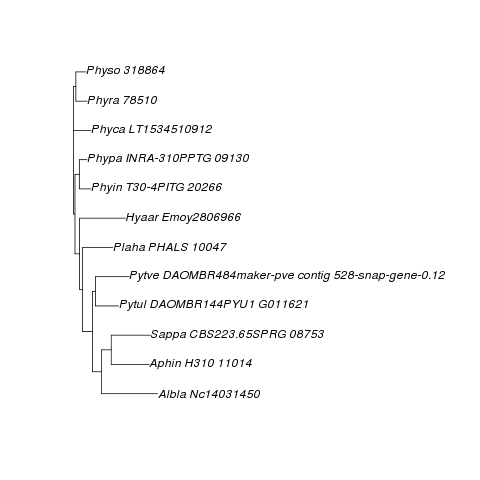 Physo 318864
Phyra 78510
Phyca LT1534510912
Phypa INRA-310PPTG 09130
Phyin T30-4PITG 20266
Hyaar Emoy2806966
Plaha PHALS 10047
Pytve DAOMBR484maker-pve contig 528-snap-gene-0.12
Pytul DAOMBR144PYU1 G011621
Sappa CBS223.65SPRG 08753
Aphin H310 11014
Albla Nc14031450